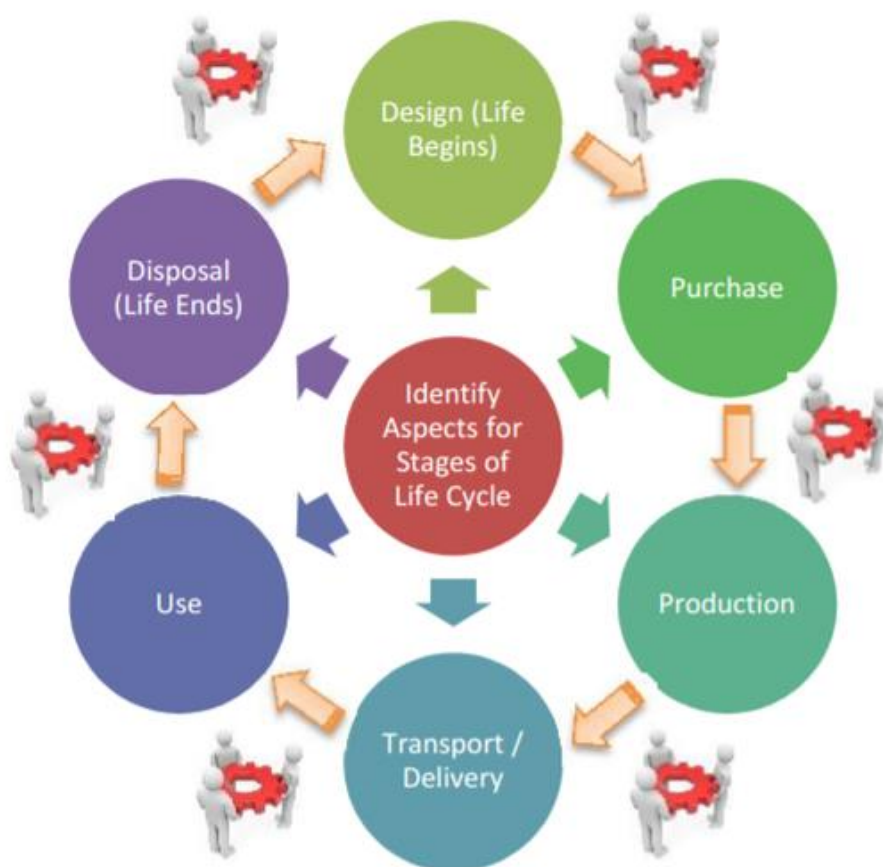 Design (Life
Begins)
Purchase
Production
Transport /
Delivery
Use
Disposal
(Life Ends)
Identify
Aspects for
Stages of
Life Cycle